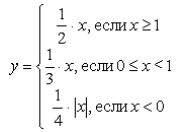 y = { 1/2 · x, если x ≥ 1
1/3 · x, если 0 ≤ x < 1
1/4 · |x|, если x < 0